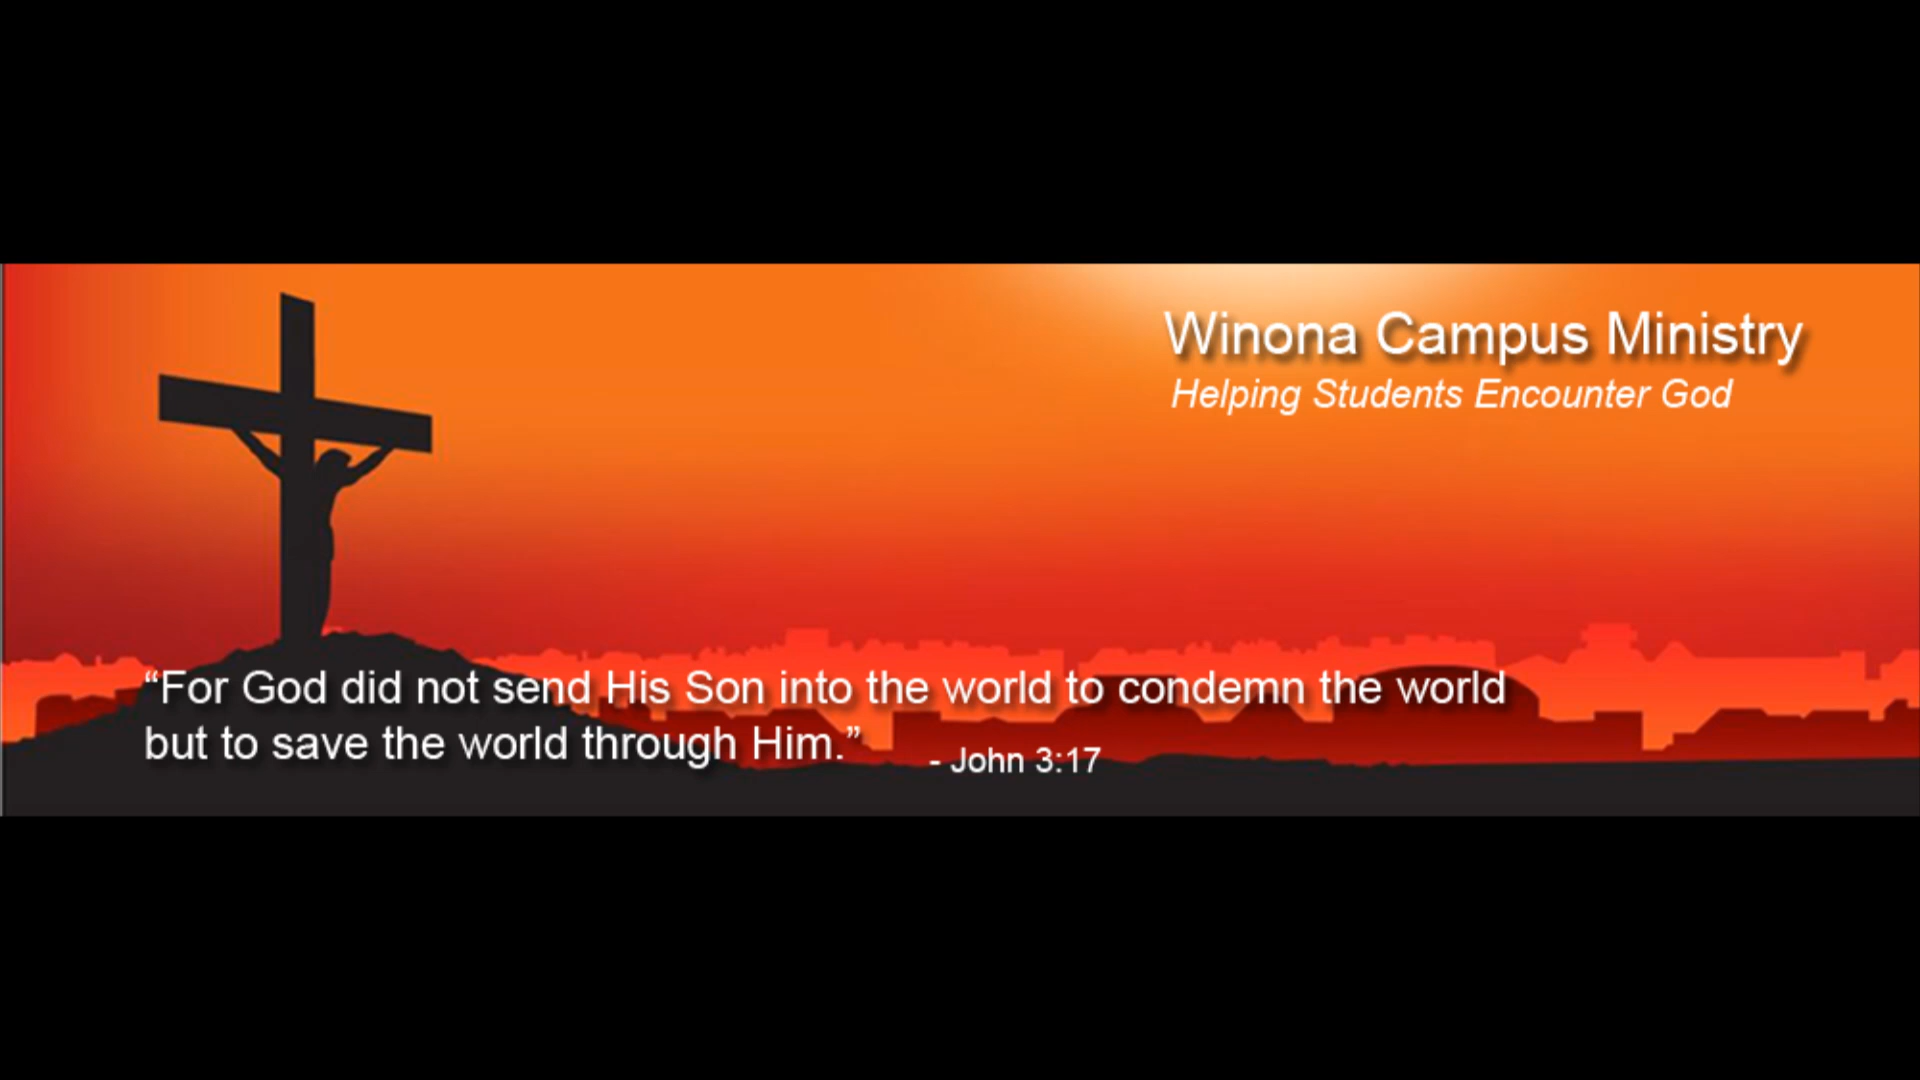 Winona Campus Ministry
Helping Students Encounter God
“For God did not send His Son into the world to condemn the world
but to save the world through Him.”
- John 3:17